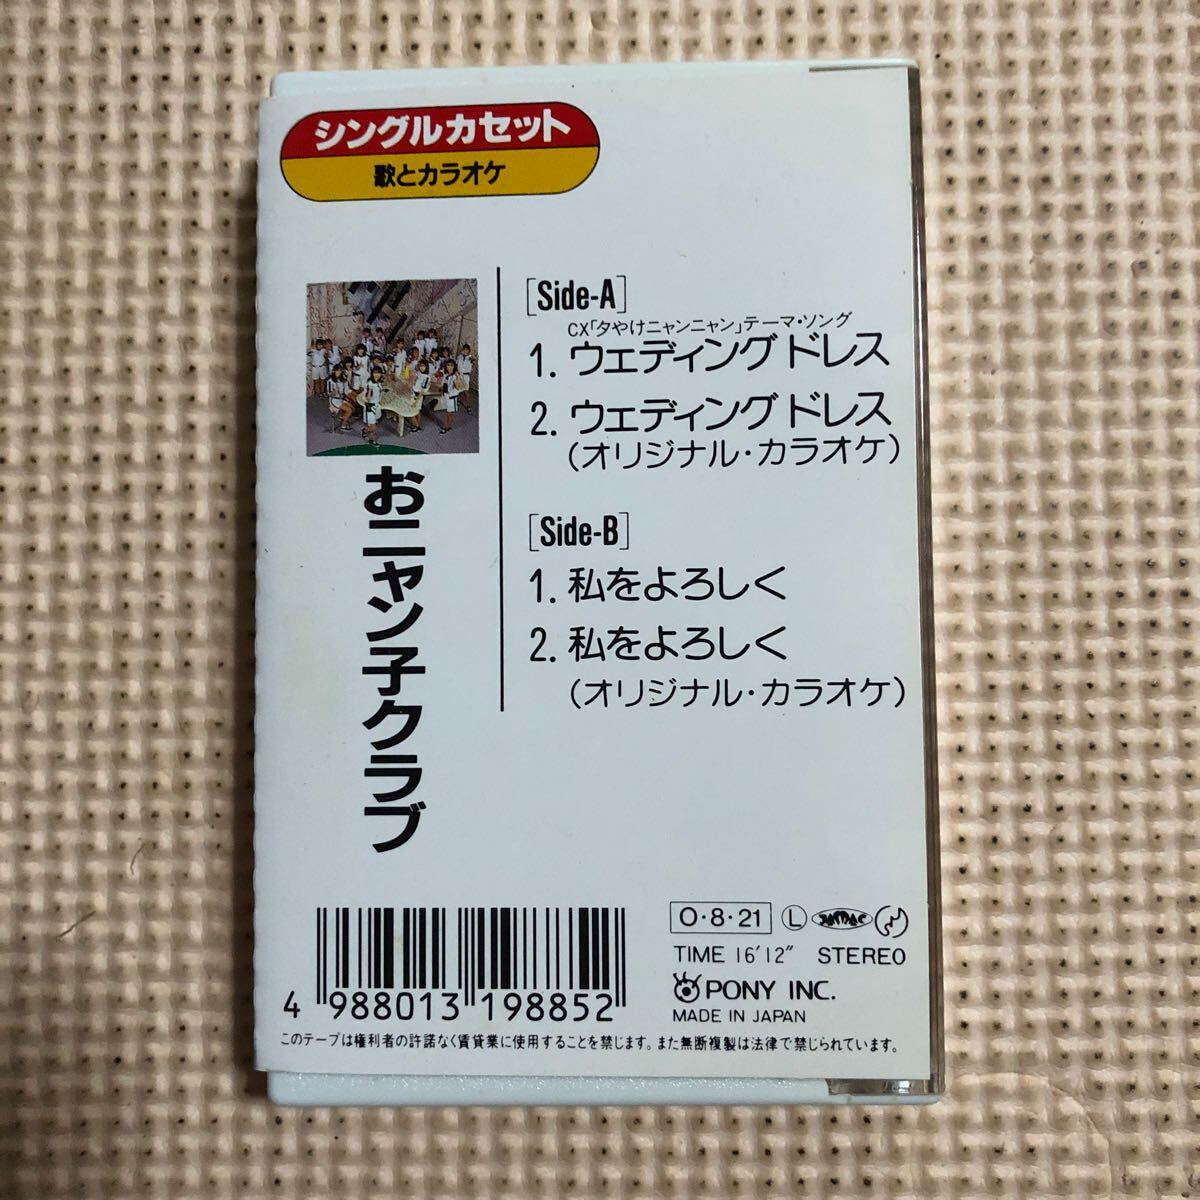 シングルカセット
歌とカラオケ
おニャン子クラブ
[Side-A]
CX「夕やけニャンニャン」テーマ・ソング
1. ウエディングドレス
2. ウエディングドレス
(オリジナル・カラオケ)
[Side-B]
1. 私をよろしく
2. 私をよろしく
(オリジナル・カラオケ)
4 988013 198852
O・8・21 Ⓛ
TIME 16'12" STEREO
PONY INC.
MADE IN JAPAN
このテープは権利者の許諾なく賃貸業に使用することを禁じます。また無断複製は法律で禁じられています。